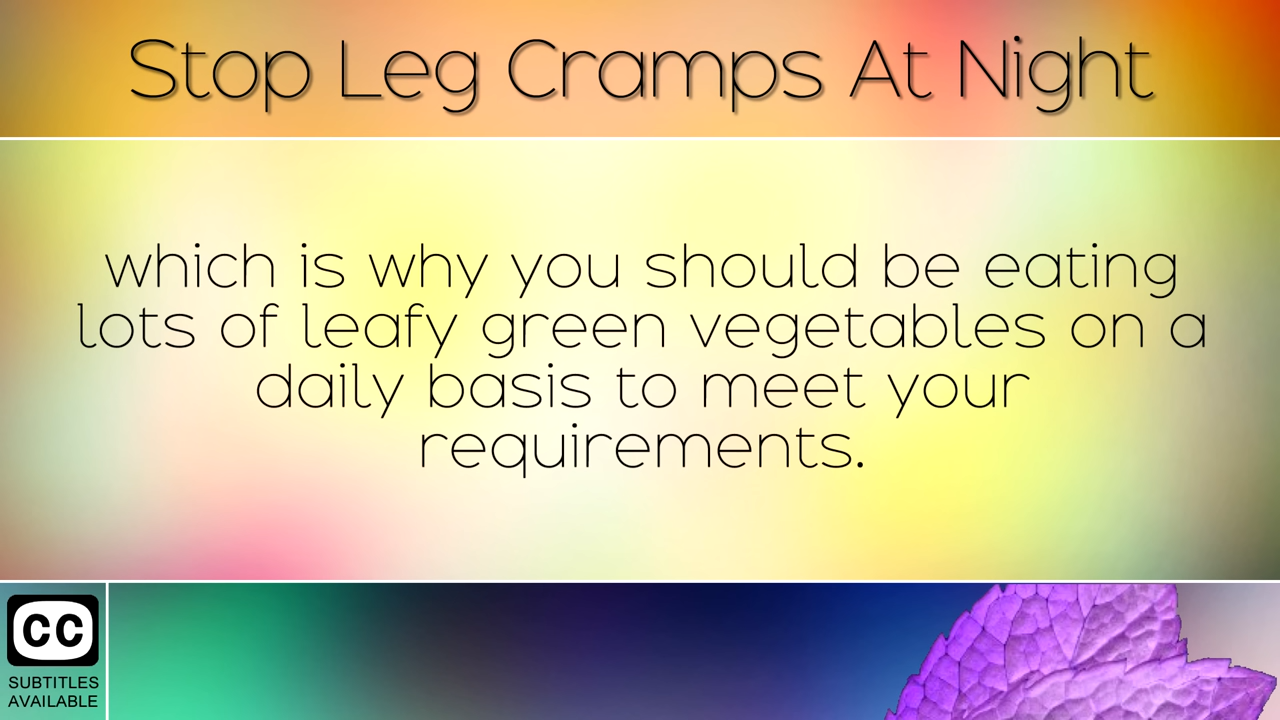 Stop Leg Cramps At Night
which is why you should be eating
lots of leafy green vegetables on a
daily basis to meet your
requirements.
CC
SUBTITLES
AVAILABLE